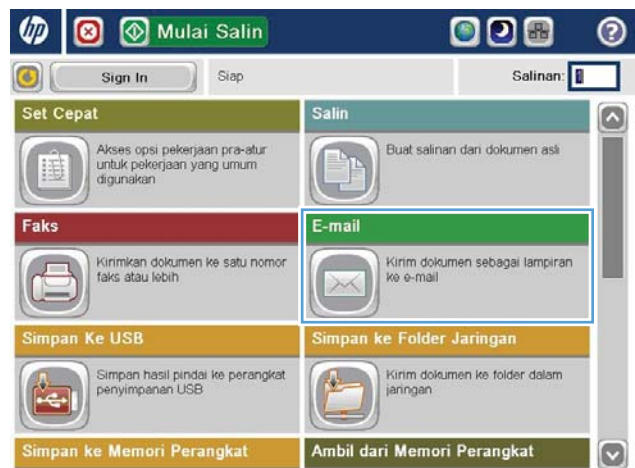 hp
Mulai Salin
?
Sign In
Siap
Salinan: 1
Set Cepat
Akses opsi pekerjaan pra-atur
untuk pekerjaan yang umum
digunakan
Salin
Buat salinan dari dokumen asli
Faks
Kirimkan dokumen ke satu nomor
faks atau lebih
E-mail
Kirim dokumen sebagai lampiran
ke e-mail
Simpan Ke USB
Simpan hasil pindai ke perangkat
penyimpanan USB
Simpan ke Folder Jaringan
Kirim dokumen ke folder dalam
jaringan
Simpan ke Memori Perangkat
Ambil dari Memori Perangkat